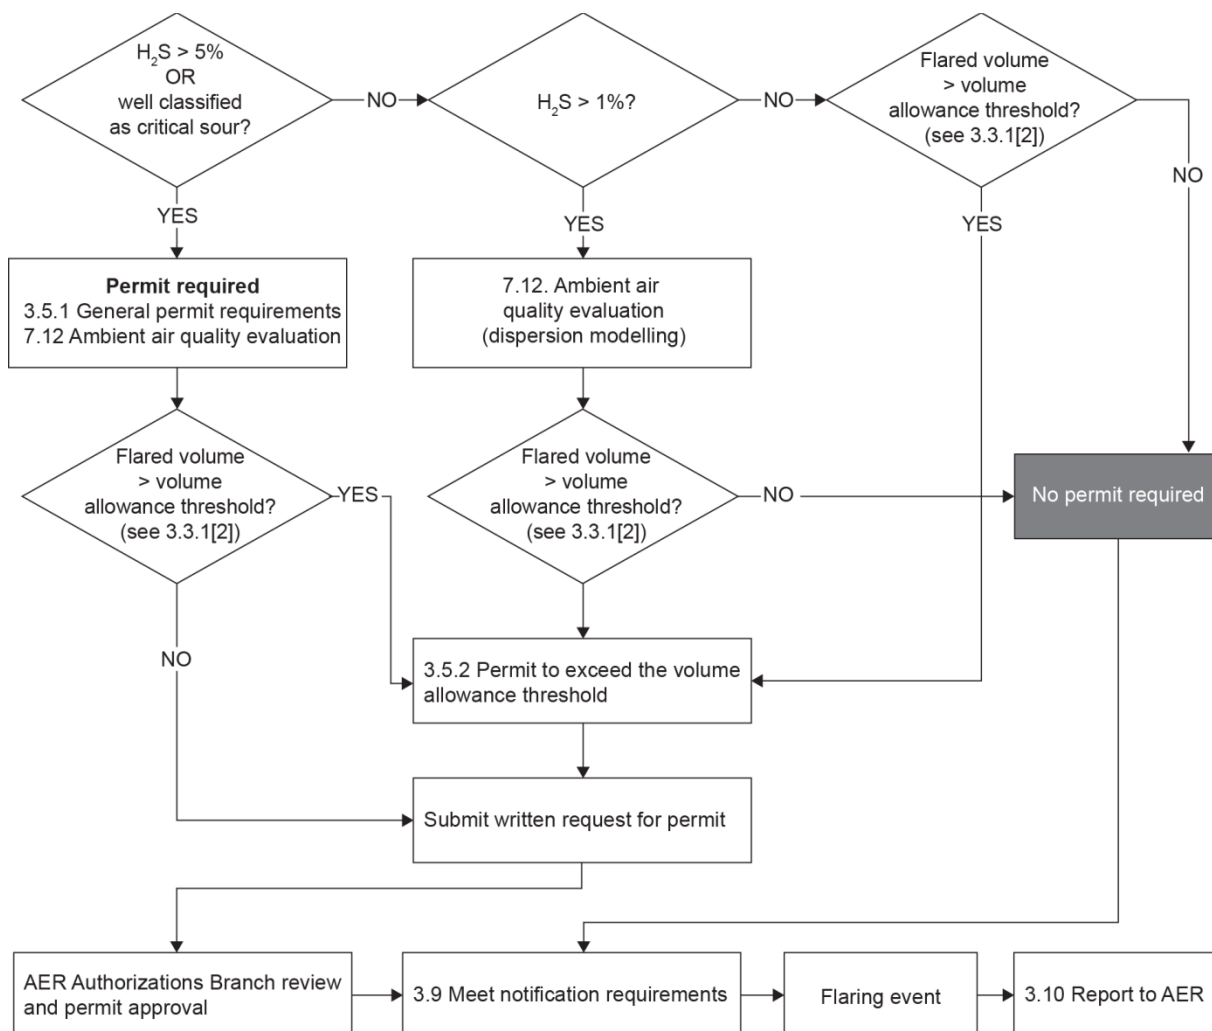 H₂S > 5%
OR
well classified
as critical sour?
NO
H₂S > 1%?
NO
Flared volume
> volume
allowance threshold?
(see 3.3.1[2])
NO
YES
YES
YES
Permit required
3.5.1 General permit requirements
7.12 Ambient air quality evaluation
7.12. Ambient air
quality evaluation
(dispersion modelling)
Flared volume
> volume
allowance threshold?
(see 3.3.1[2])
YES
Flared volume
> volume
allowance threshold?
(see 3.3.1[2])
NO
No permit required
NO
3.5.2 Permit to exceed the volume
allowance threshold
Submit written request for permit
AER Authorizations Branch review
and permit approval
3.9 Meet notification requirements
Flaring event
3.10 Report to AER